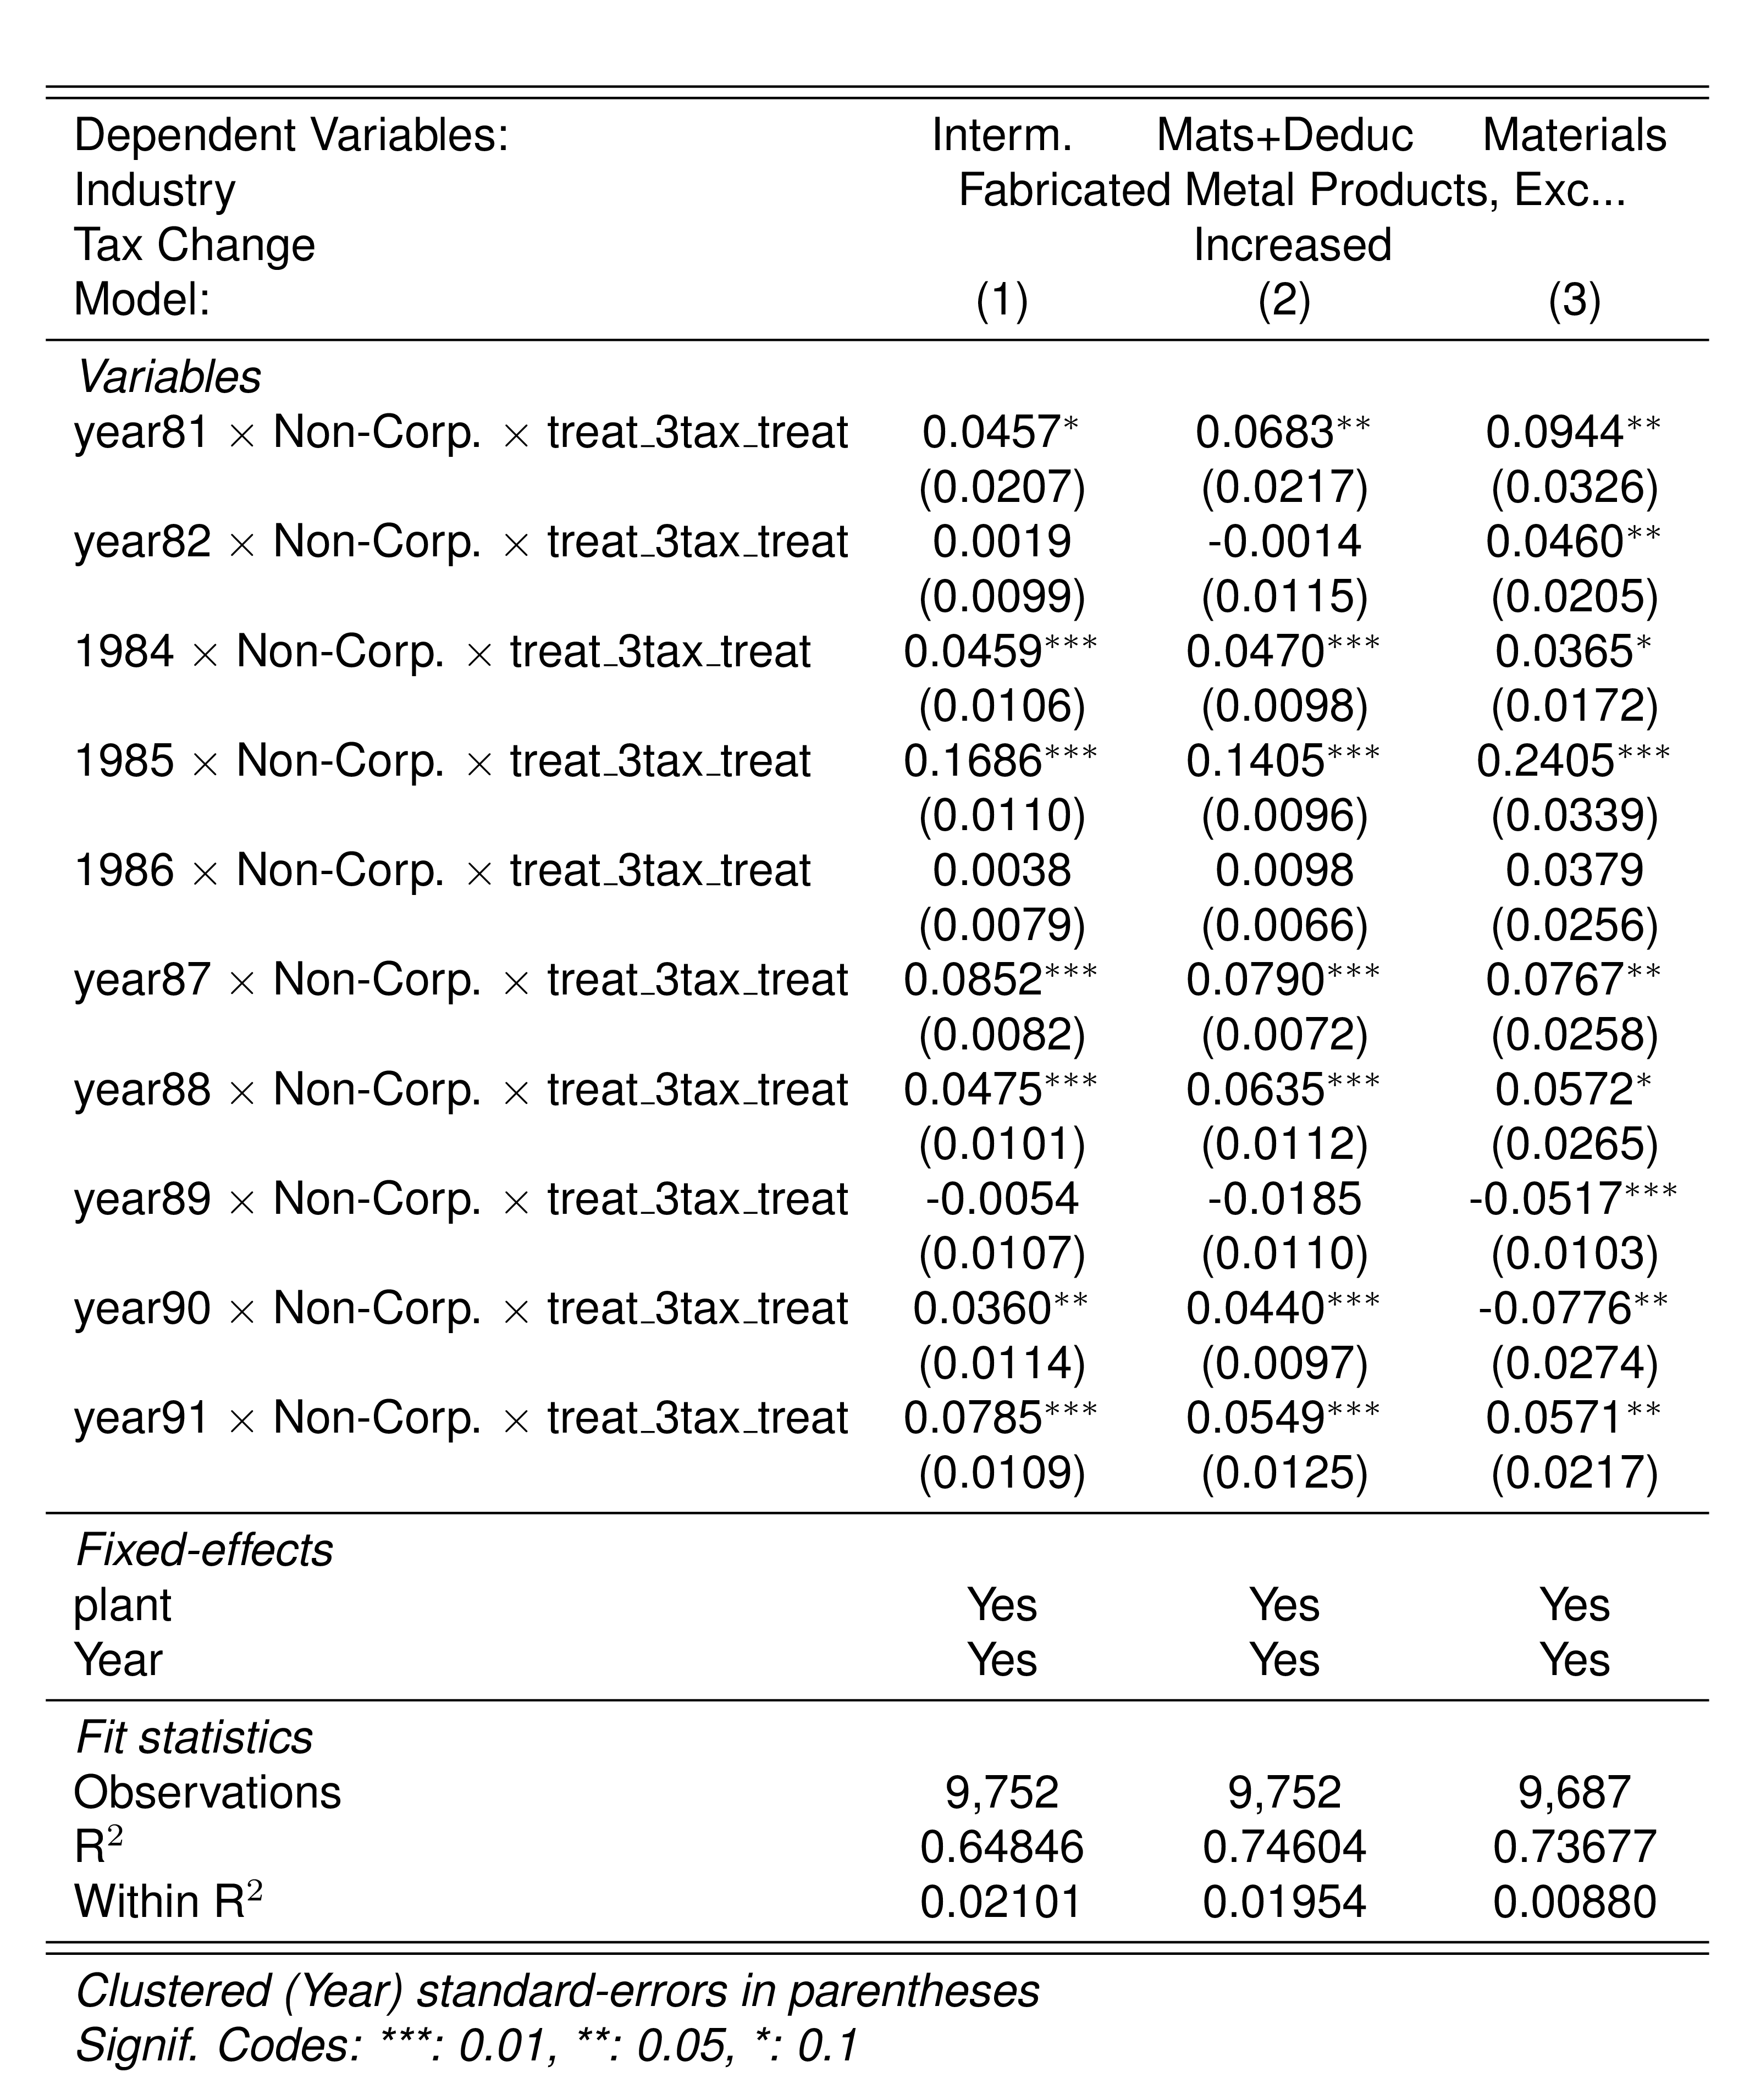 Dependent Variables: Interm. Mats+Deduc Materials
Industry Fabricated Metal Products, Exc...
Tax Change Increased
Model: (1) (2) (3)
Variables
year81 × Non-Corp. × treat_3tax_treat 0.0457* 0.0683** 0.0944**
(0.0207) (0.0217) (0.0326)
year82 × Non-Corp. × treat_3tax_treat 0.0019 -0.0014 0.0460**
(0.0099) (0.0115) (0.0205)
1984 × Non-Corp. × treat_3tax_treat 0.0459*** 0.0470*** 0.0365*
(0.0106) (0.0098) (0.0172)
1985 × Non-Corp. × treat_3tax_treat 0.1686*** 0.1405*** 0.2405***
(0.0110) (0.0096) (0.0339)
1986 × Non-Corp. × treat_3tax_treat 0.0038 0.0098 0.0379
(0.0079) (0.0066) (0.0256)
year87 × Non-Corp. × treat_3tax_treat 0.0852*** 0.0790*** 0.0767**
(0.0082) (0.0072) (0.0258)
year88 × Non-Corp. × treat_3tax_treat 0.0475*** 0.0635*** 0.0572*
(0.0101) (0.0112) (0.0265)
year89 × Non-Corp. × treat_3tax_treat -0.0054 -0.0185 -0.0517***
(0.0107) (0.0110) (0.0103)
year90 × Non-Corp. × treat_3tax_treat 0.0360** 0.0440*** -0.0776**
(0.0114) (0.0097) (0.0274)
year91 × Non-Corp. × treat_3tax_treat 0.0785*** 0.0549*** 0.0571**
(0.0109) (0.0125) (0.0217)
Fixed-effects
plant Yes Yes Yes
Year Yes Yes Yes
Fit statistics
Observations 9,752 9,752 9,687
R² 0.64846 0.74604 0.73677
Within R² 0.02101 0.01954 0.00880
Clustered (Year) standard-errors in parentheses
Signif. Codes: ***: 0.01, **: 0.05, *: 0.1